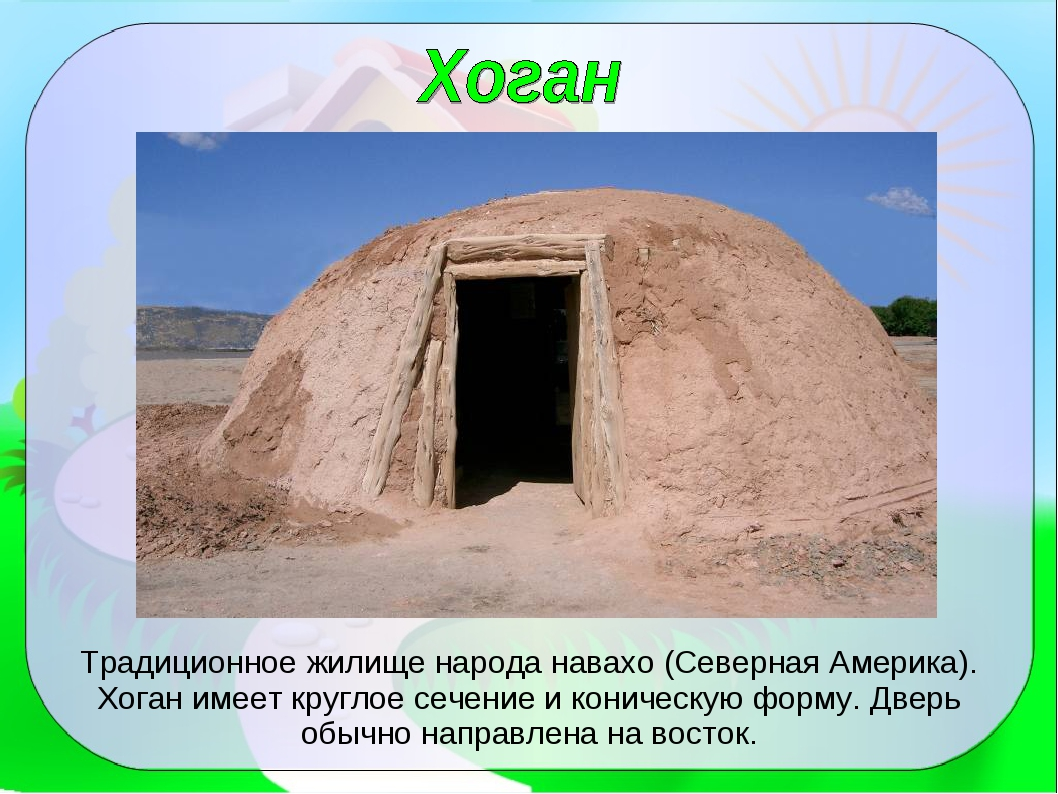 Хоган
Традиционное жилище народа навахо (Северная Америка).
Хоган имеет круглое сечение и коническую форму. Дверь
обычно направлена на восток.